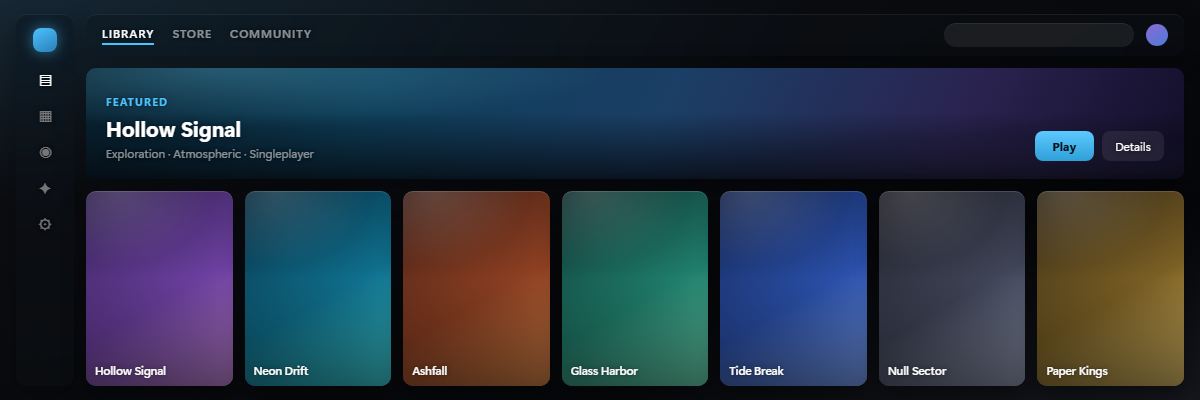 LIBRARY STORE COMMUNITY
FEATURED
Hollow Signal
Exploration · Atmospheric · Singleplayer
Play Details
Hollow Signal Neon Drift Ashfall Glass Harbor Tide Break Null Sector Paper Kings